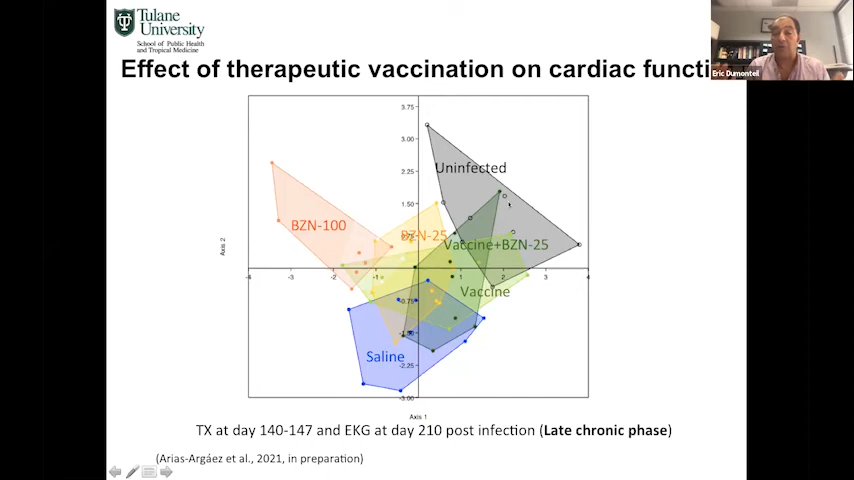 Tulane
University
School of Public Health
and Tropical Medicine
Effect of therapeutic vaccination on cardiac functi
Eric Dumonteil
3.75
3.00
Uninfected
2.25
1.50
BZN-100
BZN-25
Vaccine+BZN-25
Axis 2
-4 -3 -2 -1 1 2 3 4
Vaccine
-0.75
-1.50
Saline
-2.25
-3.00
Axis 1
TX at day 140-147 and EKG at day 210 post infection (Late chronic phase)
(Arias-Argáez et al., 2021, in preparation)